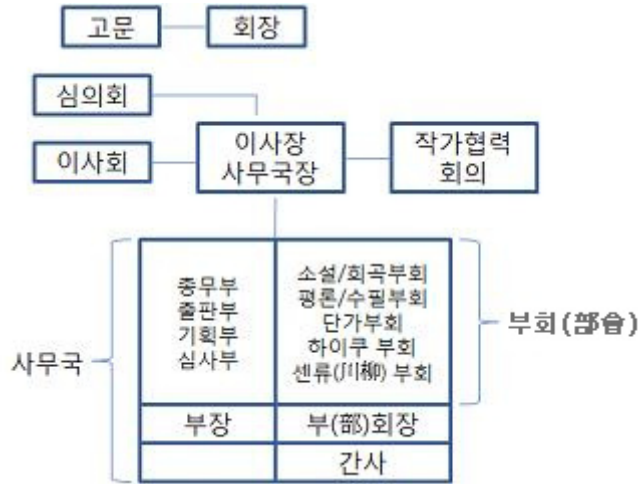 고문
회장
심의회
이사회
이사장
사무국장
작가협력
회의
사무국
총무부
출판부
기획부
심사부
소설/희곡부회
평론/수필부회
단가부회
하이쿠 부회
센류(川柳) 부회
부회(部會)
부장
부(部)회장
간사